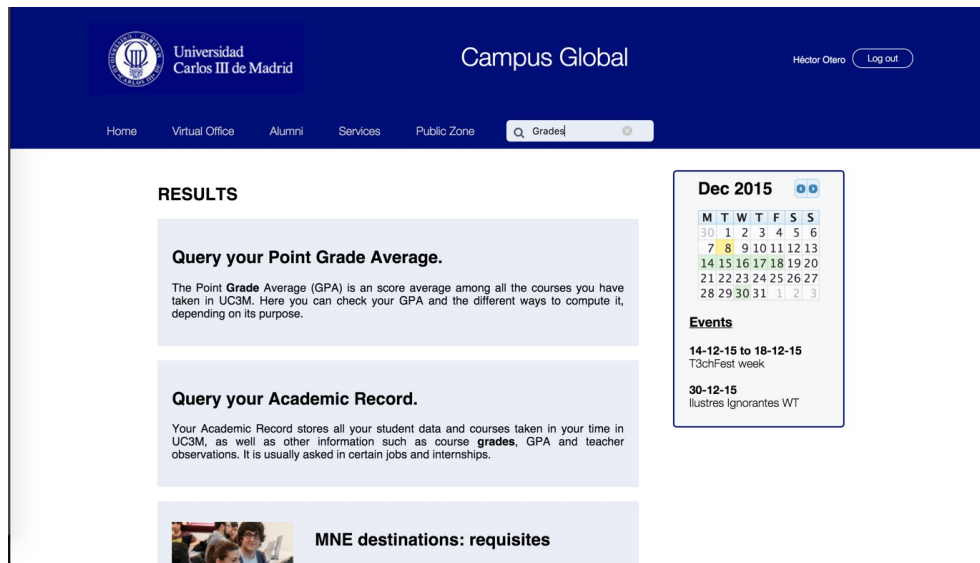 Universidad
Carlos III de Madrid
Campus Global
Héctor Otero
Log out
Home
Virtual Office
Alumni
Services
Public Zone
Grades
RESULTS
Query your Point Grade Average.
The Point Grade Average (GPA) is an score average among all the courses you have
taken in UC3M. Here you can check your GPA and the different ways to compute it,
depending on its purpose.
Query your Academic Record.
Your Academic Record stores all your student data and courses taken in your time in
UC3M, as well as other information such as course grades, GPA and teacher
observations. It is usually asked in certain jobs and internships.
MNE destinations: requisites
Dec 2015
M T W T F S S
30 1 2 3 4 5 6
7 8 9 10 11 12 13
14 15 16 17 18 19 20
21 22 23 24 25 26 27
28 29 30 31 1 2 3
Events
14-12-15 to 18-12-15
T3chFest week
30-12-15
Ilustres Ignorantes WT